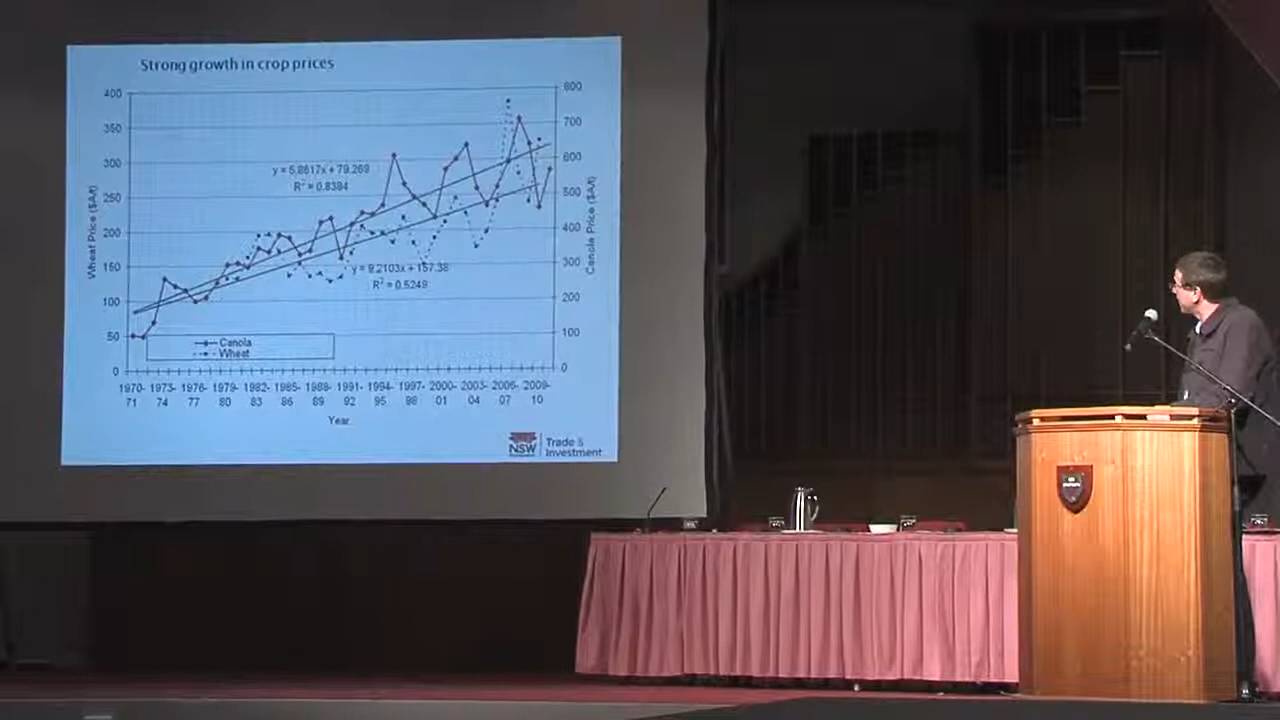 Strong growth in crop prices
400
350
300
250
200
150
100
50
0
Wheat Price ($A/t)
y = 5.8617x + 79.269
R² = 0.8384
y = 9.2103x + 157.38
R² = 0.5249
Canola
Wheat
800
700
600
500
400
300
200
100
0
Canola Price ($A/t)
1970- 1973- 1976- 1979- 1982- 1985- 1988- 1991- 1994- 1997- 2000- 2003- 2006- 2009-
71 74 77 80 83 86 89 92 95 98 01 04 07 10
Year
NSW
Trade &
Investment